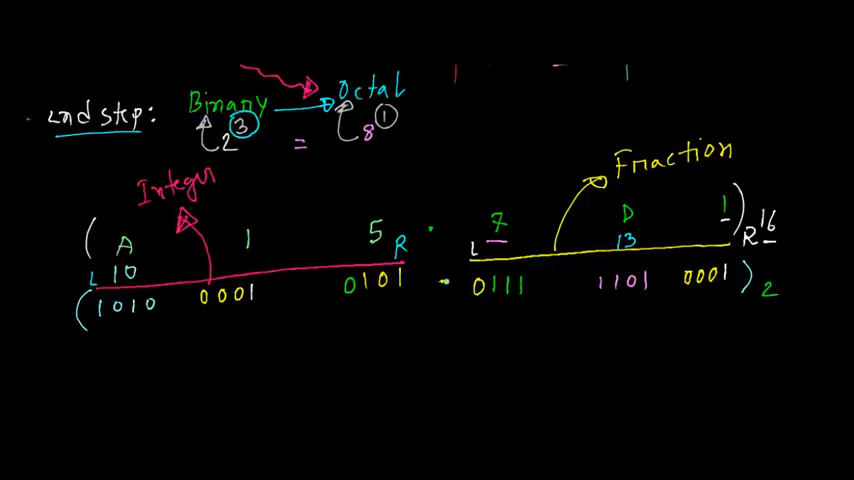 2nd step: Binary Octal
2 3 = 8 1
Integer Fraction
( A 1 5 . 7 D 1 ) 16
L 10 R L 13 R
( 1010 0001 0101 . 0111 1101 0001 ) 2